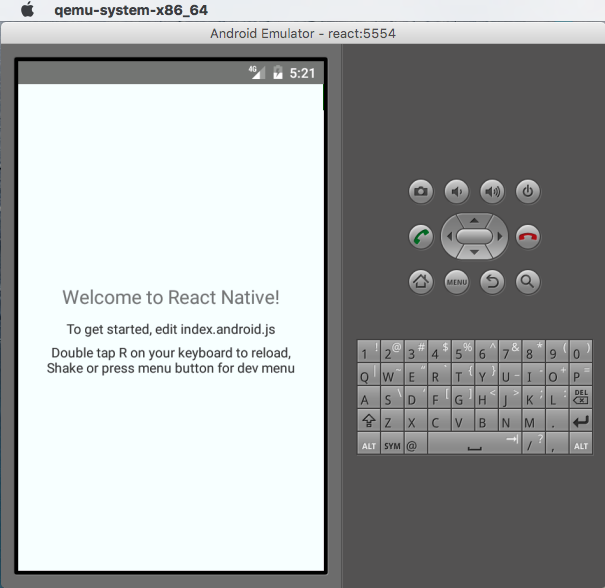 qemu-system-x86_64
Android Emulator - react:5554
4G 5:21
Welcome to React Native!
To get started, edit index.android.js
Double tap R on your keyboard to reload,
Shake or press menu button for dev menu
MENU
1 ! 2 @ 3 # 4 $ 5 % 6 ^ 7 & 8 * 9 ( 0 )
Q | W ~ E " R ` T { Y } U _ I - O + P =
A S \ D ' F [ G ] H < J > K ; L : DEL
Z X C V B N M .
ALT SYM @ / ? , ALT